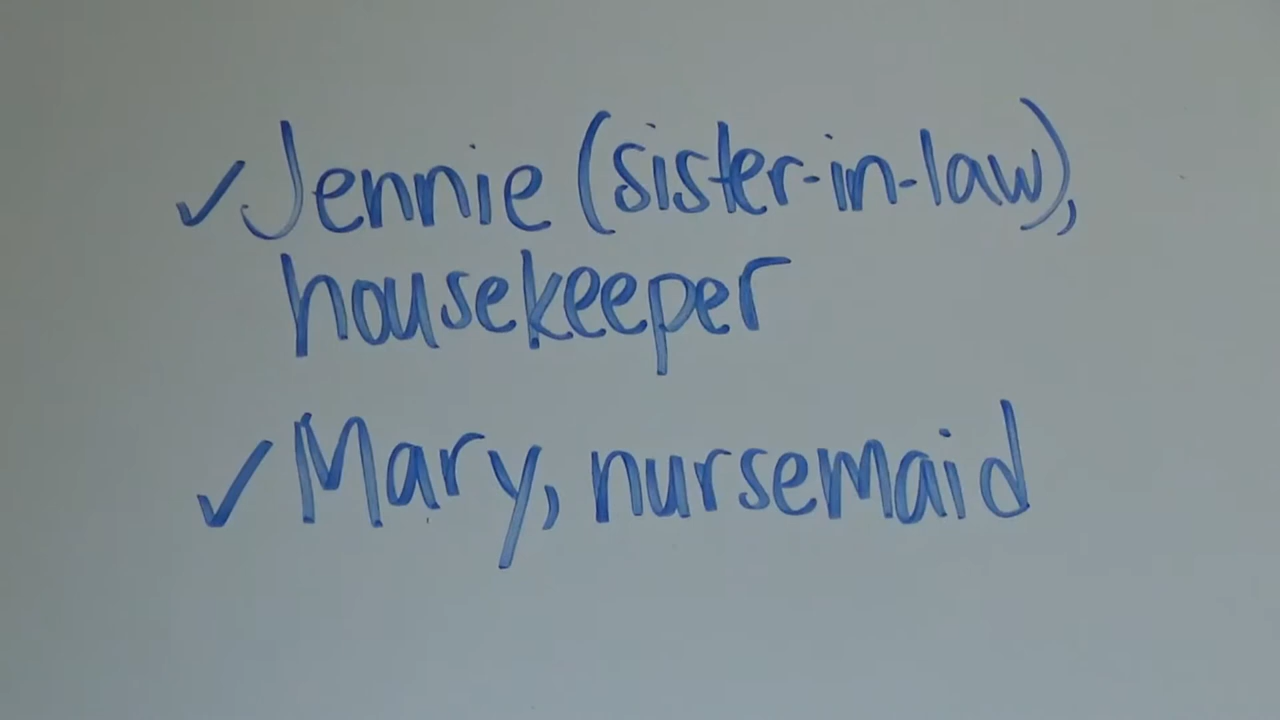 ✓ Jennie (sister-in-law),
housekeeper
✓ Mary, nursemaid